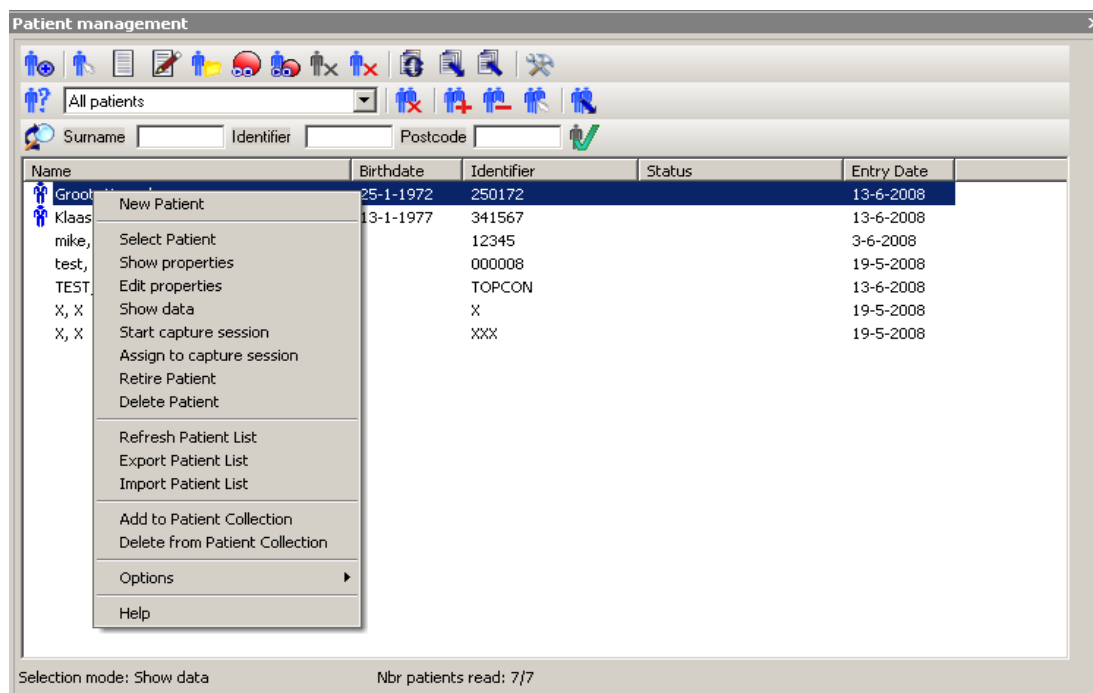 Patient management
All patients
Surname Identifier Postcode
Name Birthdate Identifier Status Entry Date
25-1-1972 250172 13-6-2008
Klaas 13-1-1977 341567 13-6-2008
mike, 12345 3-6-2008
test, 000008 19-5-2008
TEST_ TOPCON 13-6-2008
X, X X 19-5-2008
X, X XXX 19-5-2008
New Patient
Select Patient
Show properties
Edit properties
Show data
Start capture session
Assign to capture session
Retire Patient
Delete Patient
Refresh Patient List
Export Patient List
Import Patient List
Add to Patient Collection
Delete from Patient Collection
Options
Help
Selection mode: Show data Nbr patients read: 7/7